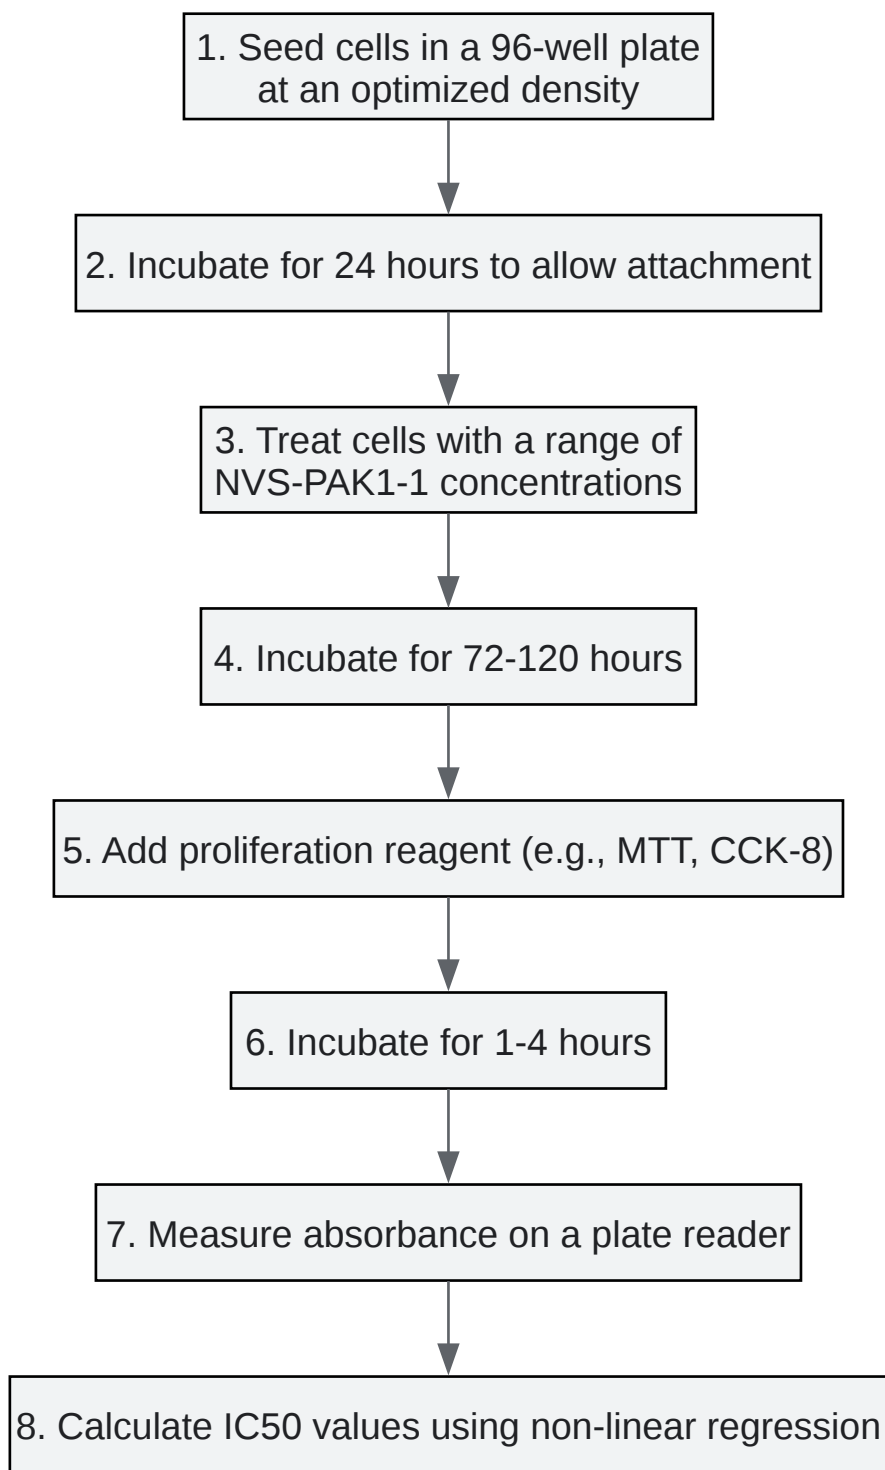 1. Seed cells in a 96-well plate
at an optimized density
2. Incubate for 24 hours to allow attachment
3. Treat cells with a range of
NVS-PAK1-1 concentrations
4. Incubate for 72-120 hours
5. Add proliferation reagent (e.g., MTT, CCK-8)
6. Incubate for 1-4 hours
7. Measure absorbance on a plate reader
8. Calculate IC50 values using non-linear regression